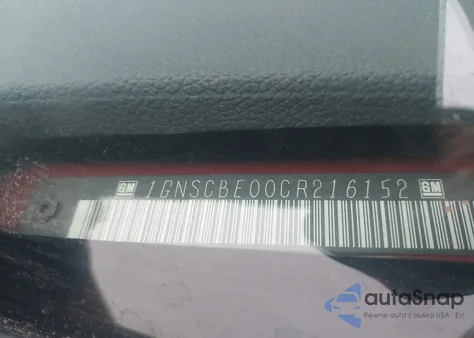 GM 1GNSCBE00CR216152 GM
autoSnap
Pewne auta z aukcji USA i EU